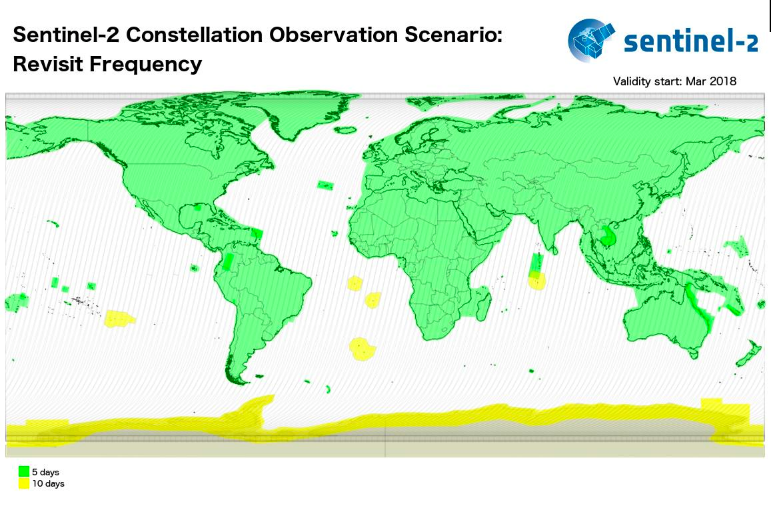 Sentinel-2 Constellation Observation Scenario:
Revisit Frequency
sentinel-2
Validity start: Mar 2018
5 days
10 days